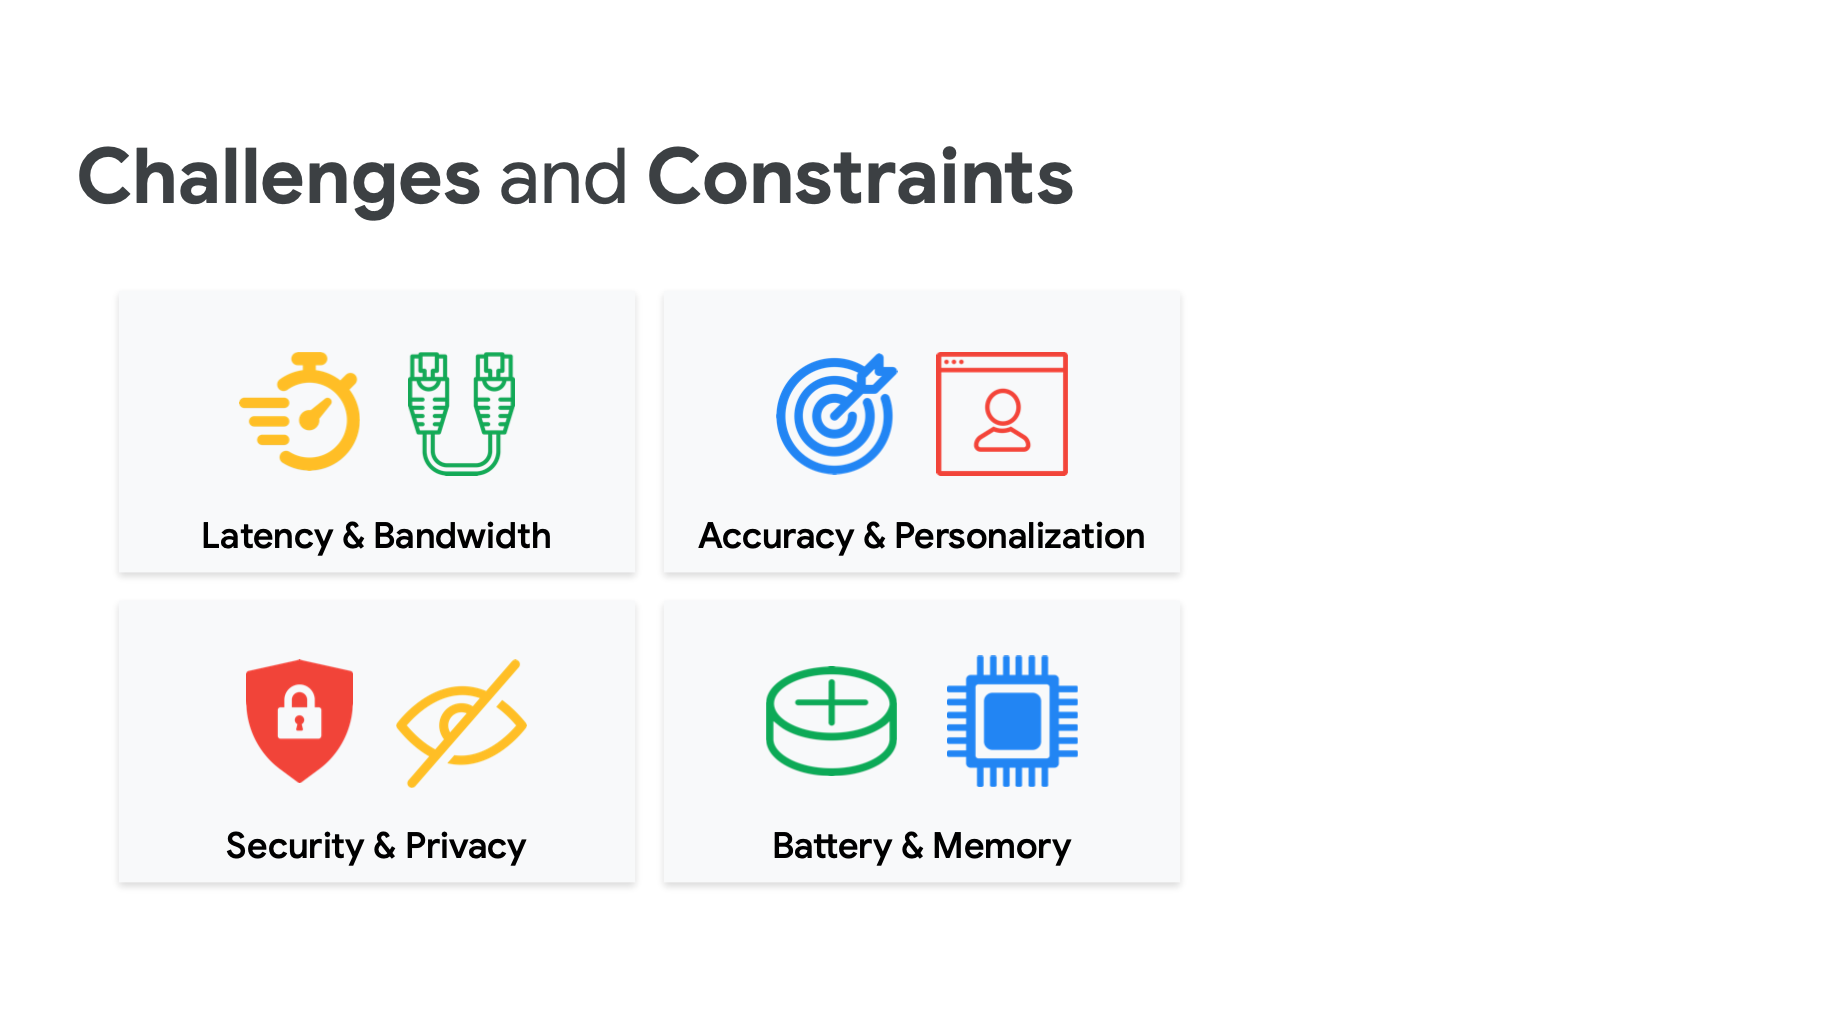 Challenges and Constraints
Latency & Bandwidth
Accuracy & Personalization
Security & Privacy
Battery & Memory